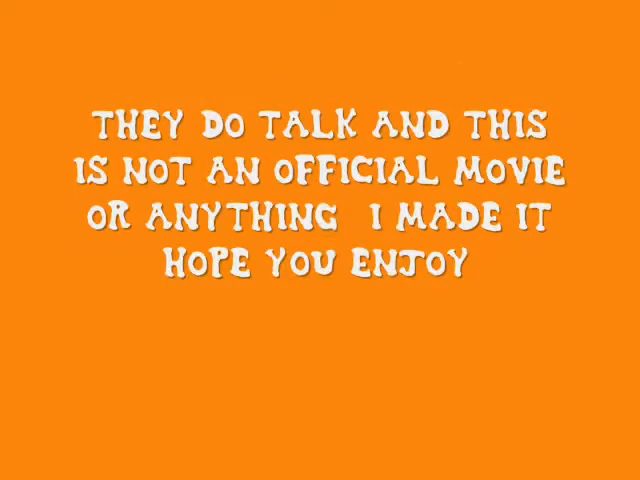 THEY DO TALK AND THIS
IS NOT AN OFFICIAL MOVIE
OR ANYTHING I MADE IT
HOPE YOU ENJOY